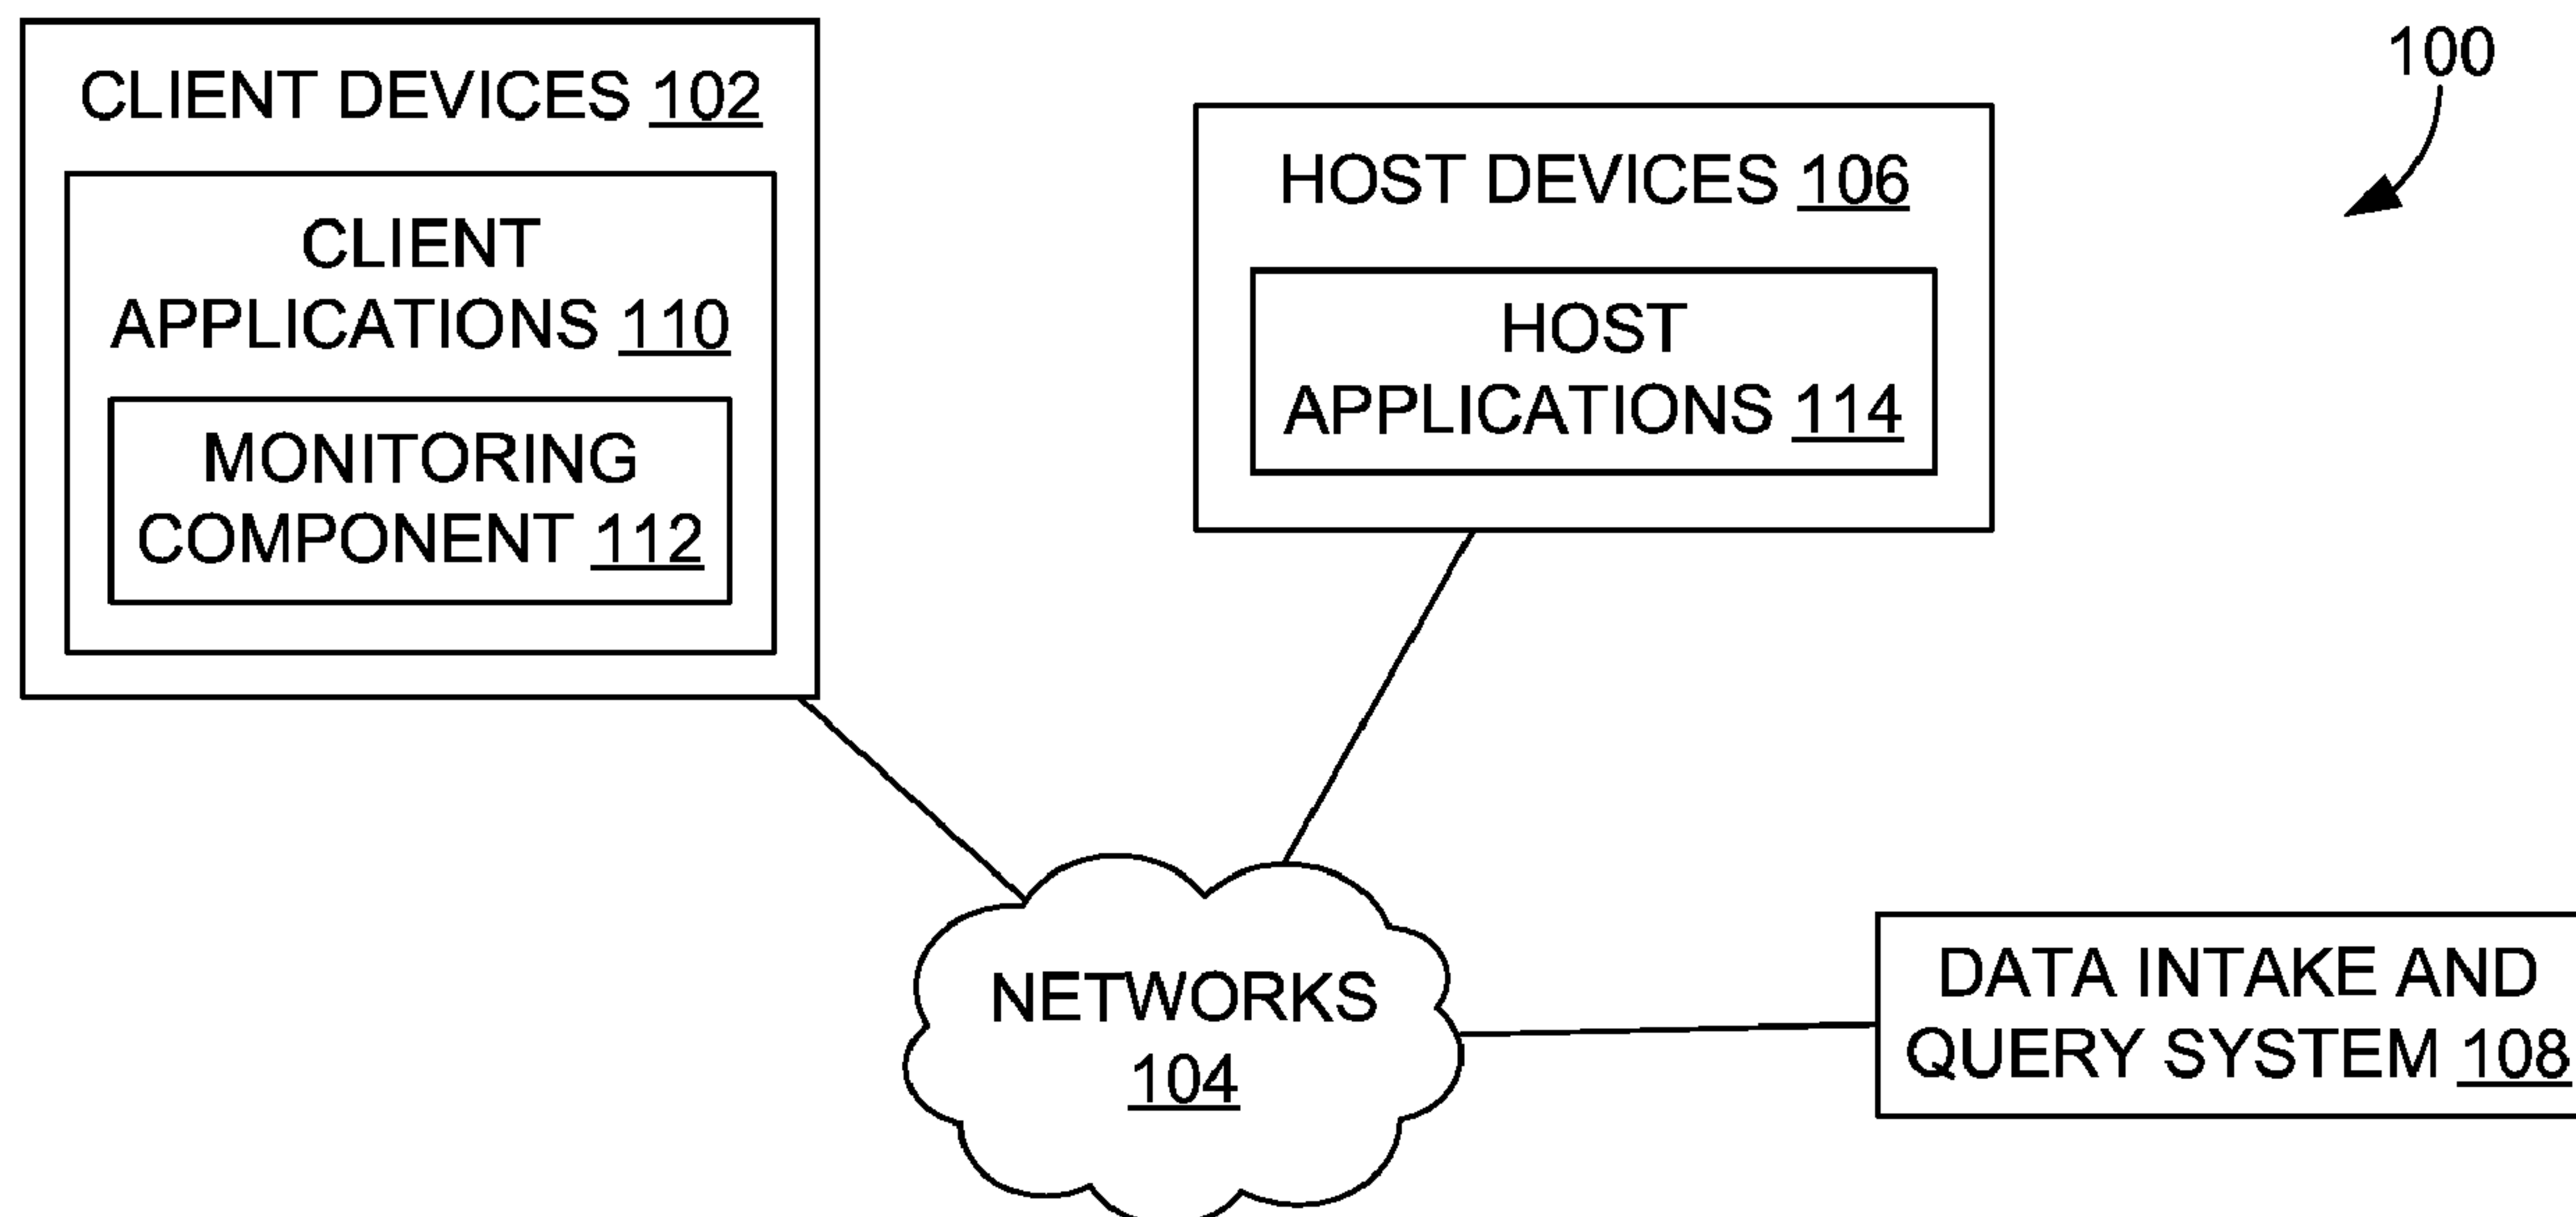 CLIENT DEVICES 102
CLIENT
APPLICATIONS 110
MONITORING
COMPONENT 112
HOST DEVICES 106
HOST
APPLICATIONS 114
100
NETWORKS
104
DATA INTAKE AND
QUERY SYSTEM 108